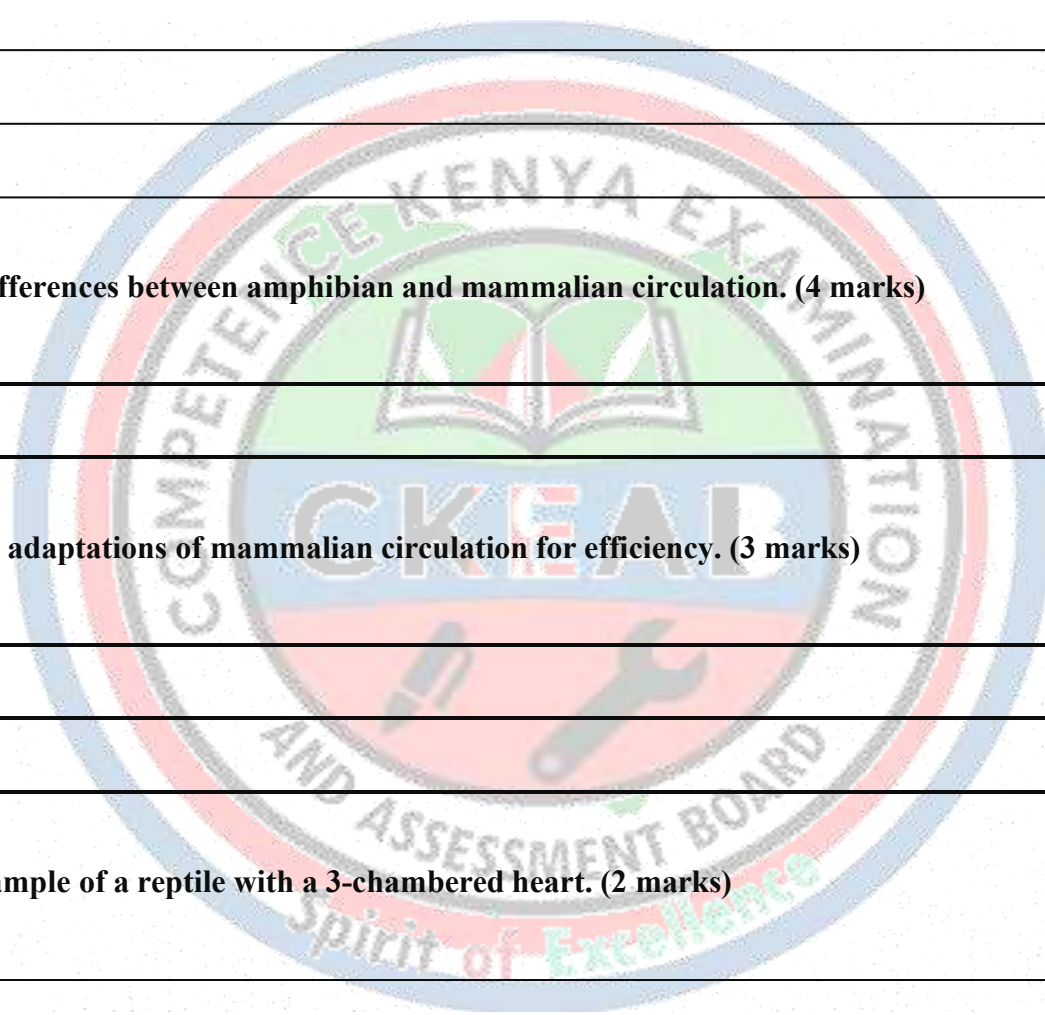 COMPETENCE KENYA EXAMINATION
fferences between amphibian and mammalian circulation. (4 marks)
CKEAB
adaptations of mammalian circulation for efficiency. (3 marks)
AND ASSESSMENT BOARD
ample of a reptile with a 3-chambered heart. (2 marks)
Spirit of Excellence